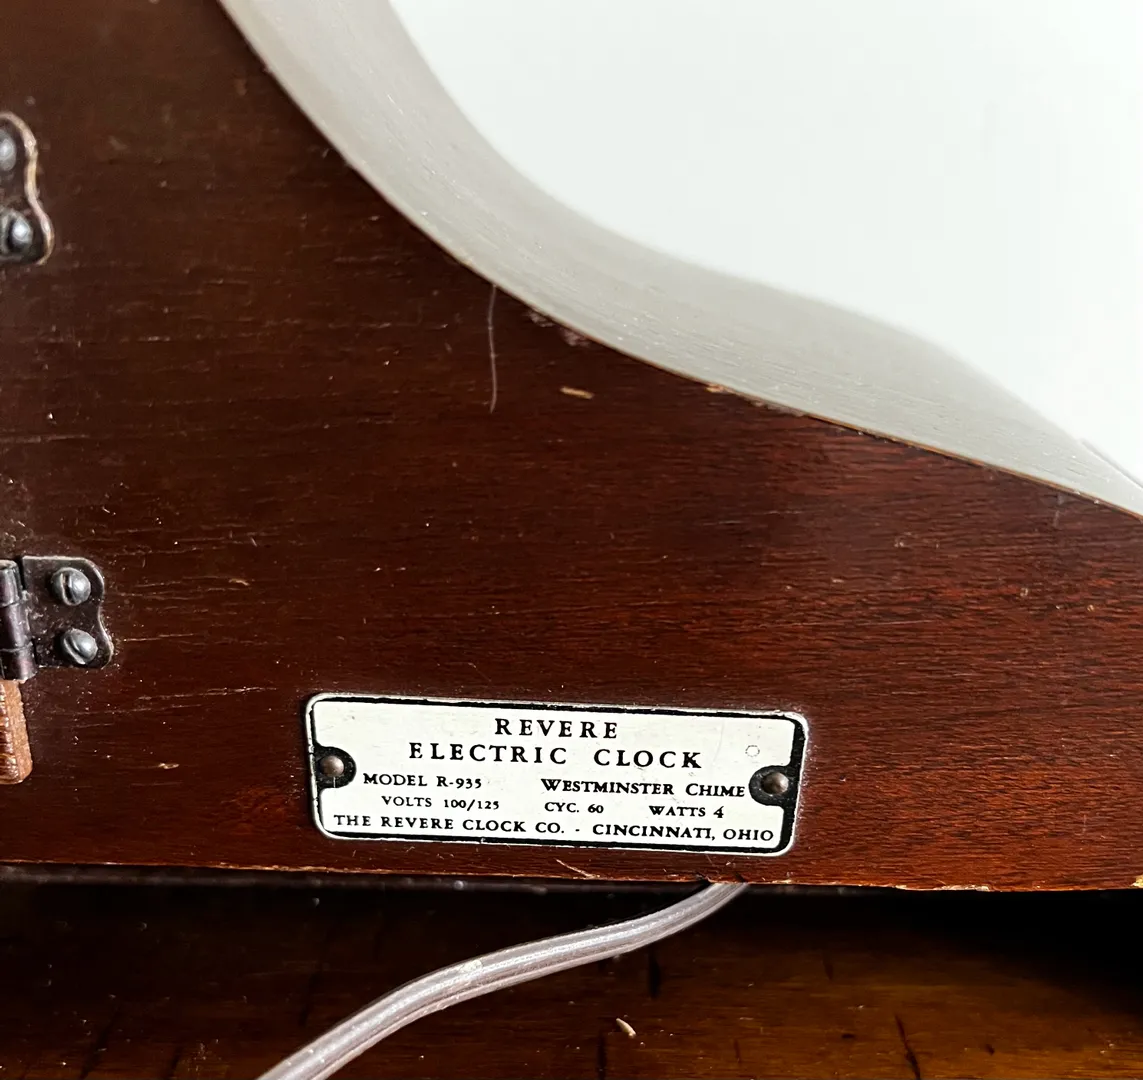 REVERE
ELECTRIC CLOCK
MODEL R-935 WESTMINSTER CHIME
VOLTS 100/125 CYC. 60 WATTS 4
THE REVERE CLOCK CO. - CINCINNATI, OHIO